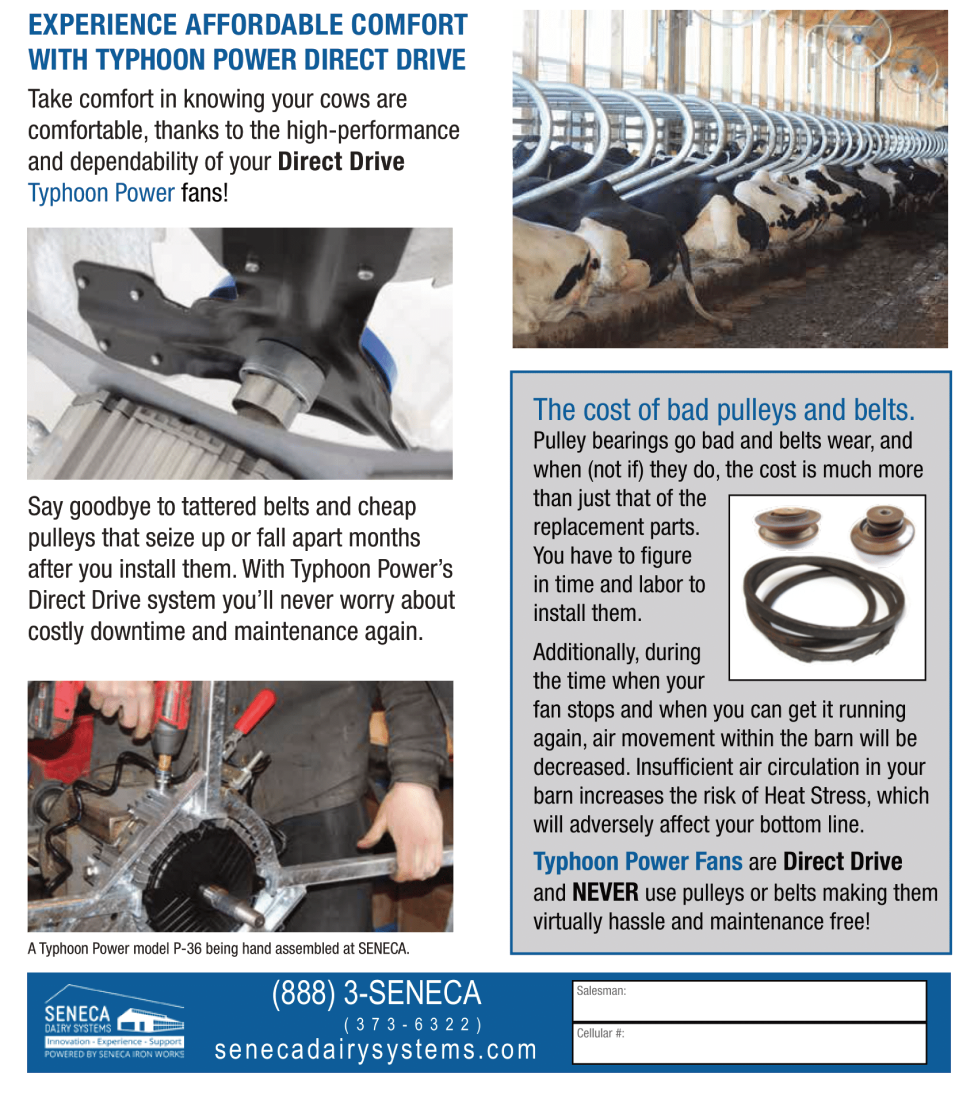 EXPERIENCE AFFORDABLE COMFORT
WITH TYPHOON POWER DIRECT DRIVE
Take comfort in knowing your cows are
comfortable, thanks to the high-performance
and dependability of your Direct Drive
Typhoon Power fans!
Say goodbye to tattered belts and cheap
pulleys that seize up or fall apart months
after you install them. With Typhoon Power’s
Direct Drive system you’ll never worry about
costly downtime and maintenance again.
A Typhoon Power model P-36 being hand assembled at SENECA.
The cost of bad pulleys and belts.
Pulley bearings go bad and belts wear, and
when (not if) they do, the cost is much more
than just that of the
replacement parts.
You have to figure
in time and labor to
install them.
Additionally, during
the time when your
fan stops and when you can get it running
again, air movement within the barn will be
decreased. Insufficient air circulation in your
barn increases the risk of Heat Stress, which
will adversely affect your bottom line.
Typhoon Power Fans are Direct Drive
and NEVER use pulleys or belts making them
virtually hassle and maintenance free!
SENECA
DAIRY SYSTEMS
Innovation - Experience - Support
POWERED BY SENECA IRON WORKS
(888) 3-SENECA
(373-6322)
senecadairysystems.com
Salesman:
Cellular #: